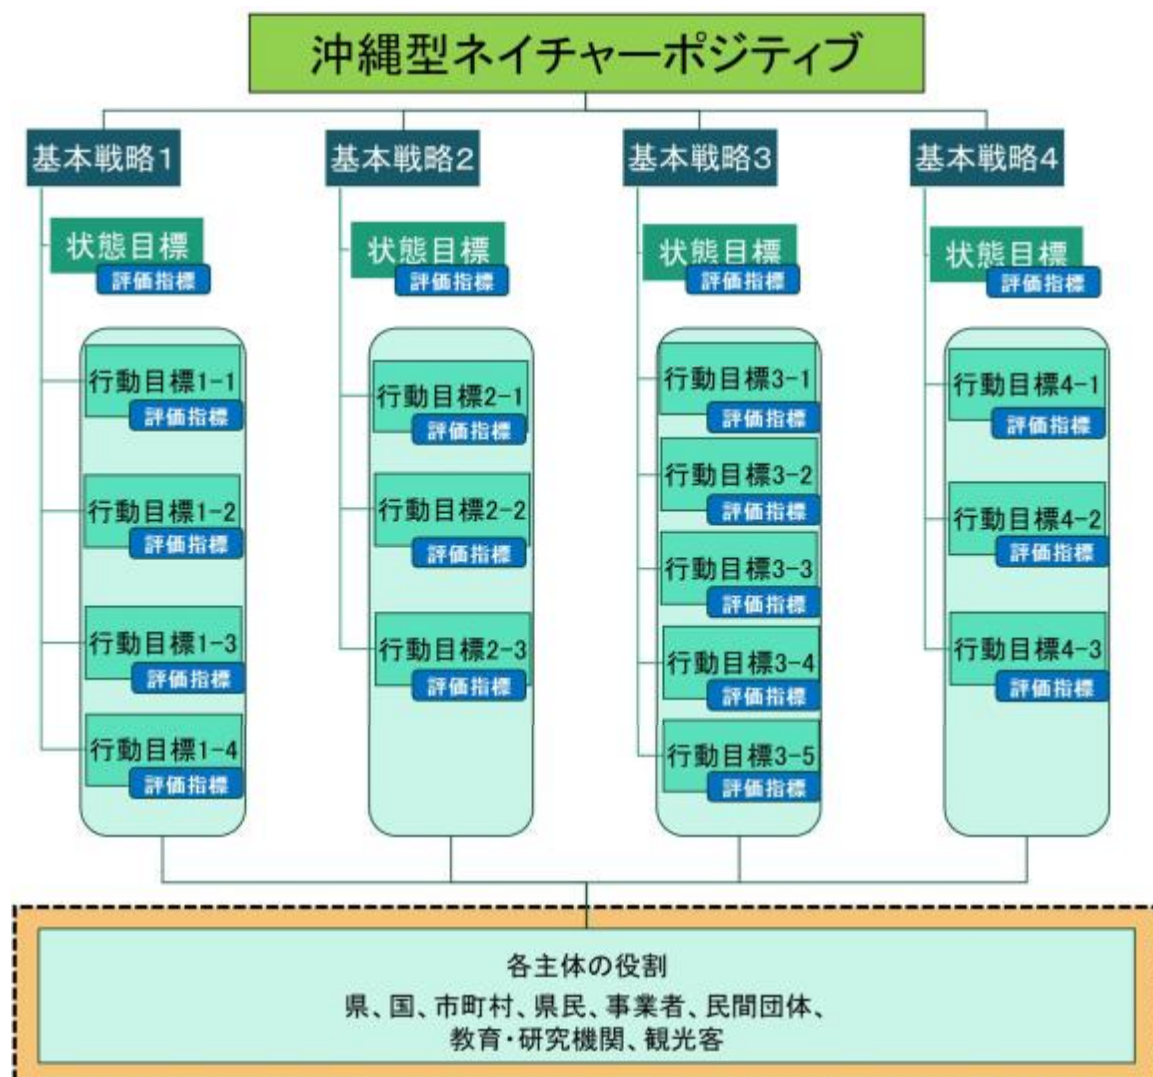 沖縄型ネイチャーポジティブ
基本戦略1
状態目標
評価指標
行動目標1-1
評価指標
行動目標1-2
評価指標
行動目標1-3
評価指標
行動目標1-4
評価指標
基本戦略2
状態目標
評価指標
行動目標2-1
評価指標
行動目標2-2
評価指標
行動目標2-3
評価指標
基本戦略3
状態目標
評価指標
行動目標3-1
評価指標
行動目標3-2
評価指標
行動目標3-3
評価指標
行動目標3-4
評価指標
行動目標3-5
評価指標
基本戦略4
状態目標
評価指標
行動目標4-1
評価指標
行動目標4-2
評価指標
行動目標4-3
評価指標
各主体の役割
県、国、市町村、県民、事業者、民間団体、
教育・研究機関、観光客